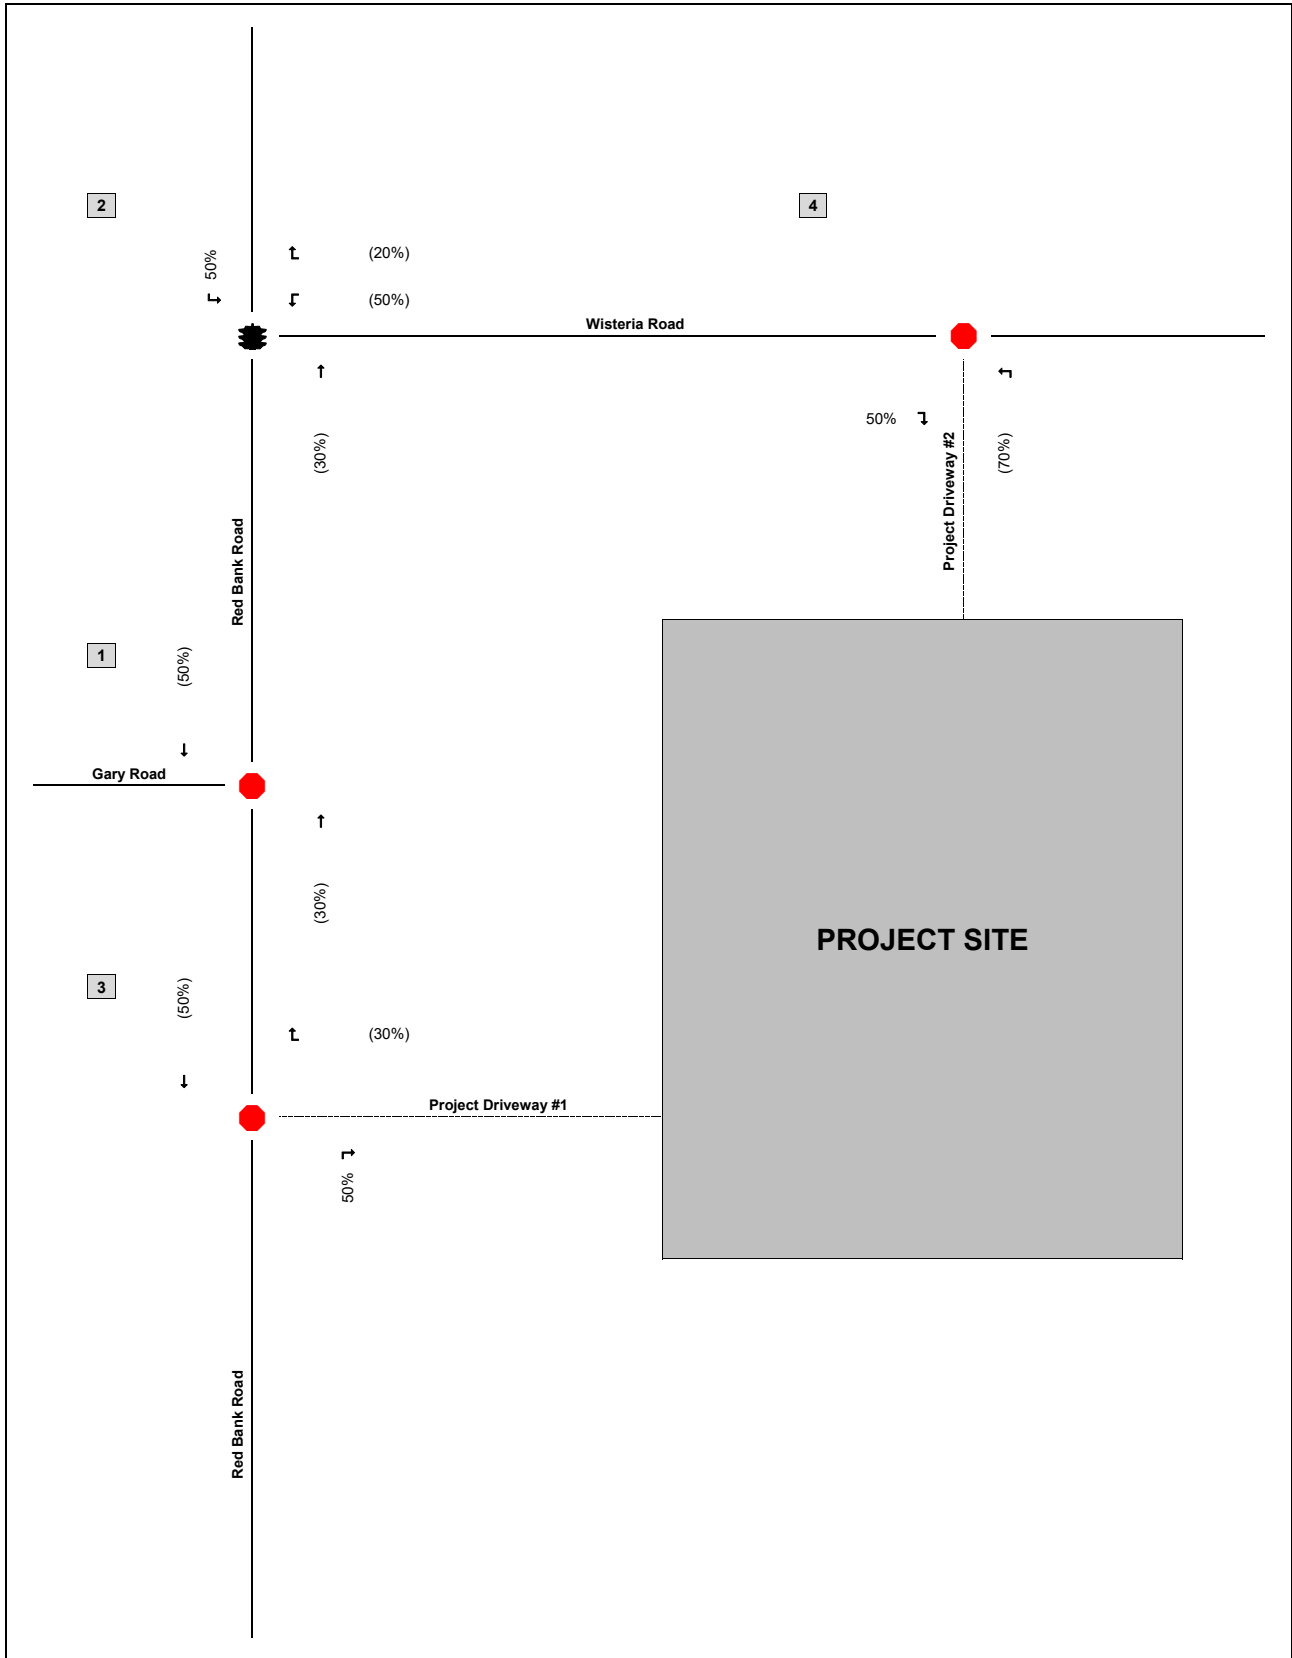 2
4
50%
(20%)
(50%)
Wisteria Road
(30%)
50%
Project Driveway #2
(70%)
Red Bank Road
1
(50%)
Gary Road
(30%)
PROJECT SITE
3
(50%)
(30%)
Project Driveway #1
50%
Red Bank Road